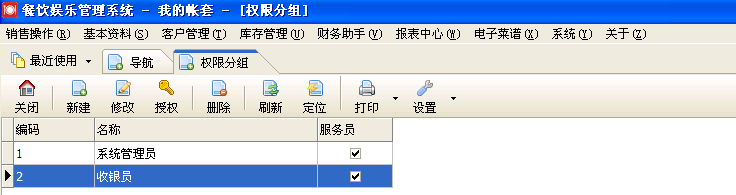 餐饮娱乐管理系统 - 我的帐套 - [权限分组]
销售操作(R) 基本资料(S) 客户管理(T) 库存管理(U) 财务助手(V) 报表中心(W) 电子菜谱(X) 系统(Y) 关于(Z)
最近使用 导航 权限分组
关闭 新建 修改 授权 删除 刷新 定位 打印 设置
编码 名称 服务员
1 系统管理员
2 收银员